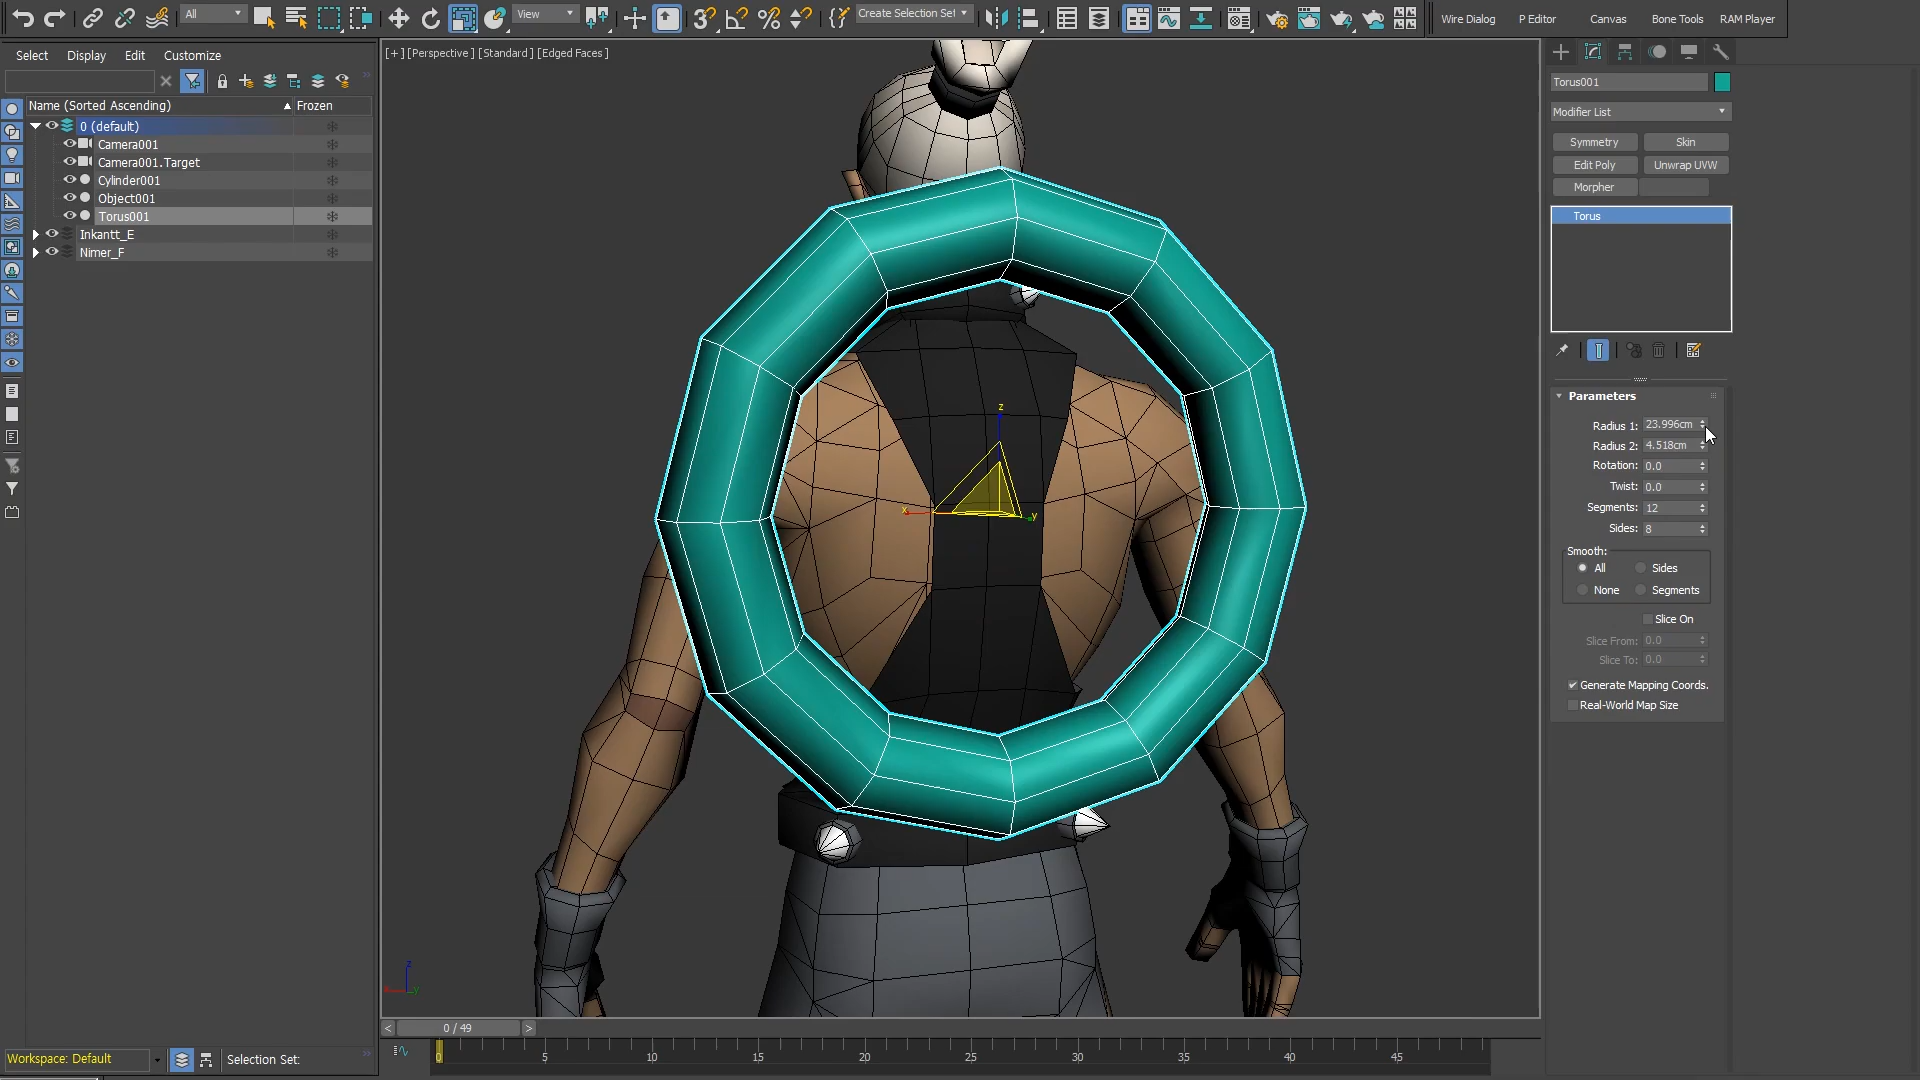 All
View
Create Selection Set
Wire Dialog
P Editor
Canvas
Bone Tools
RAM Player
Select
Display
Edit
Customize
Name (Sorted Ascending)
Frozen
0 (default)
Camera001
Camera001.Target
Cylinder001
Object001
Torus001
Inkantt_E
Nimer_F
[+] [Perspective] [Standard] [Edged Faces]
z
x
y
z
y
Torus001
Modifier List
Symmetry
Skin
Edit Poly
Unwrap UVW
Morpher
Torus
Parameters
Radius 1: 23.996cm
Radius 2: 4.518cm
Rotation: 0.0
Twist: 0.0
Segments: 12
Sides: 8
Smooth:
All
Sides
None
Segments
Slice On
Slice From: 0.0
Slice To: 0.0
Generate Mapping Coords.
Real-World Map Size
< 0 / 49 >
0 5 10 15 20 25 30 35 40 45
Workspace: Default
Selection Set: